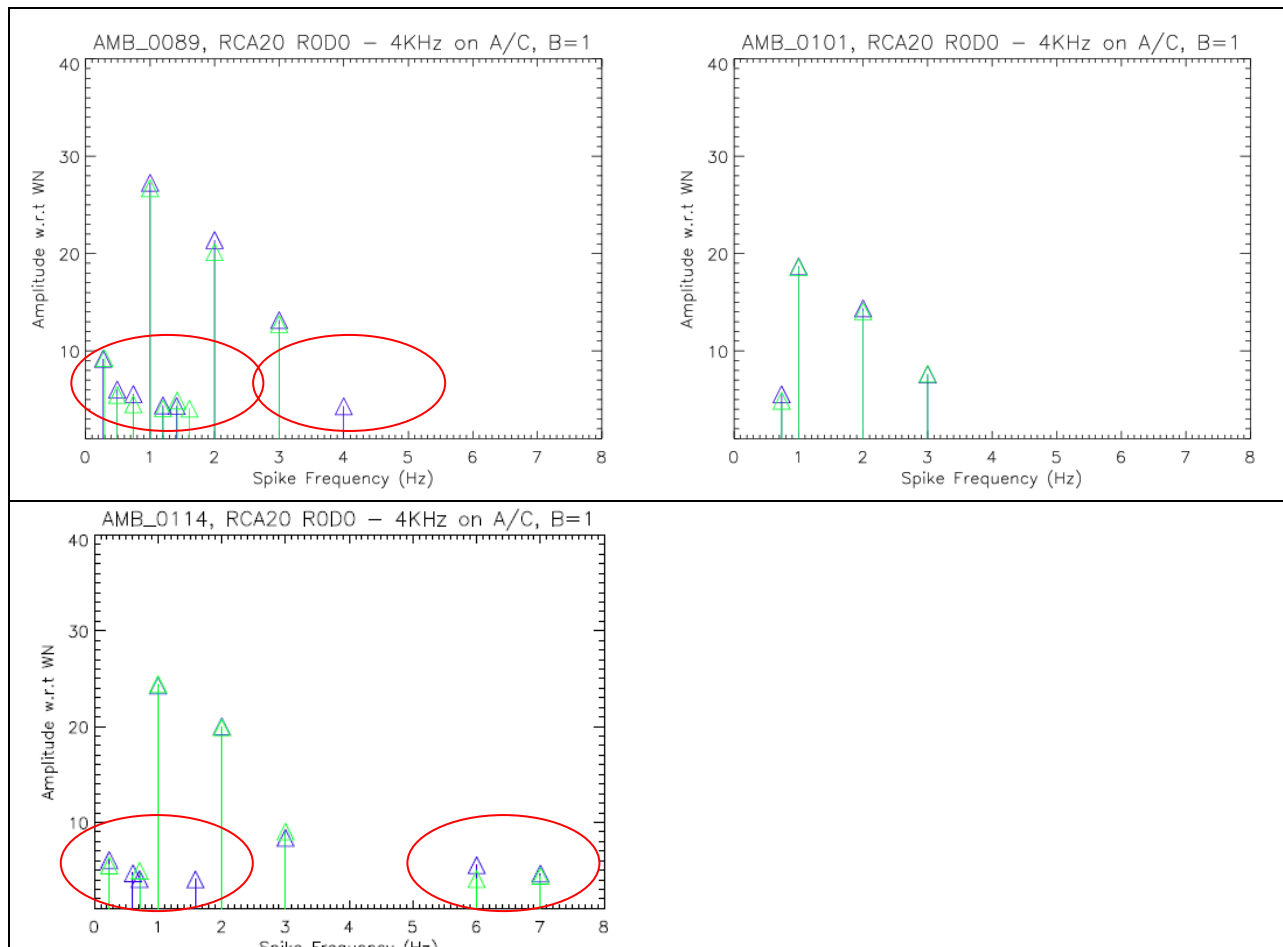 AMB_0089, RCA20 R0D0 – 4KHz on A/C, B=1
40
30
20
10
Amplitude w.r.t WN
0 1 2 3 4 5 6 7 8
Spike Frequency (Hz)
AMB_0101, RCA20 R0D0 – 4KHz on A/C, B=1
40
30
20
10
Amplitude w.r.t WN
0 1 2 3 4 5 6 7 8
Spike Frequency (Hz)
AMB_0114, RCA20 R0D0 – 4KHz on A/C, B=1
40
30
20
10
Amplitude w.r.t WN
0 1 2 3 4 5 6 7 8
Spike Frequency (Hz)